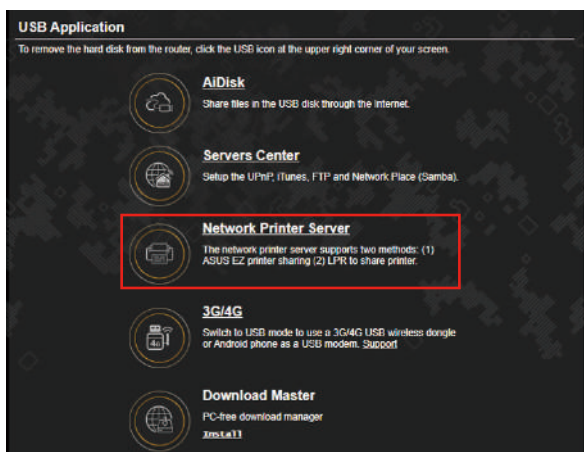 USB Application
To remove the hard disk from the router, click the USB icon at the upper right corner of your screen.
AiDisk
Share files in the USB disk through the Internet.
Servers Center
Setup the UPnP, iTunes, FTP and Network Place (Samba).
Network Printer Server
The network printer server supports two methods: (1)
ASUS EZ printer sharing (2) LPR to share printer.
3G/4G
4G
Switch to USB mode to use a 3G/4G USB wireless dongle
or Android phone as a USB modem. Support
Download Master
PC-free download manager
Install